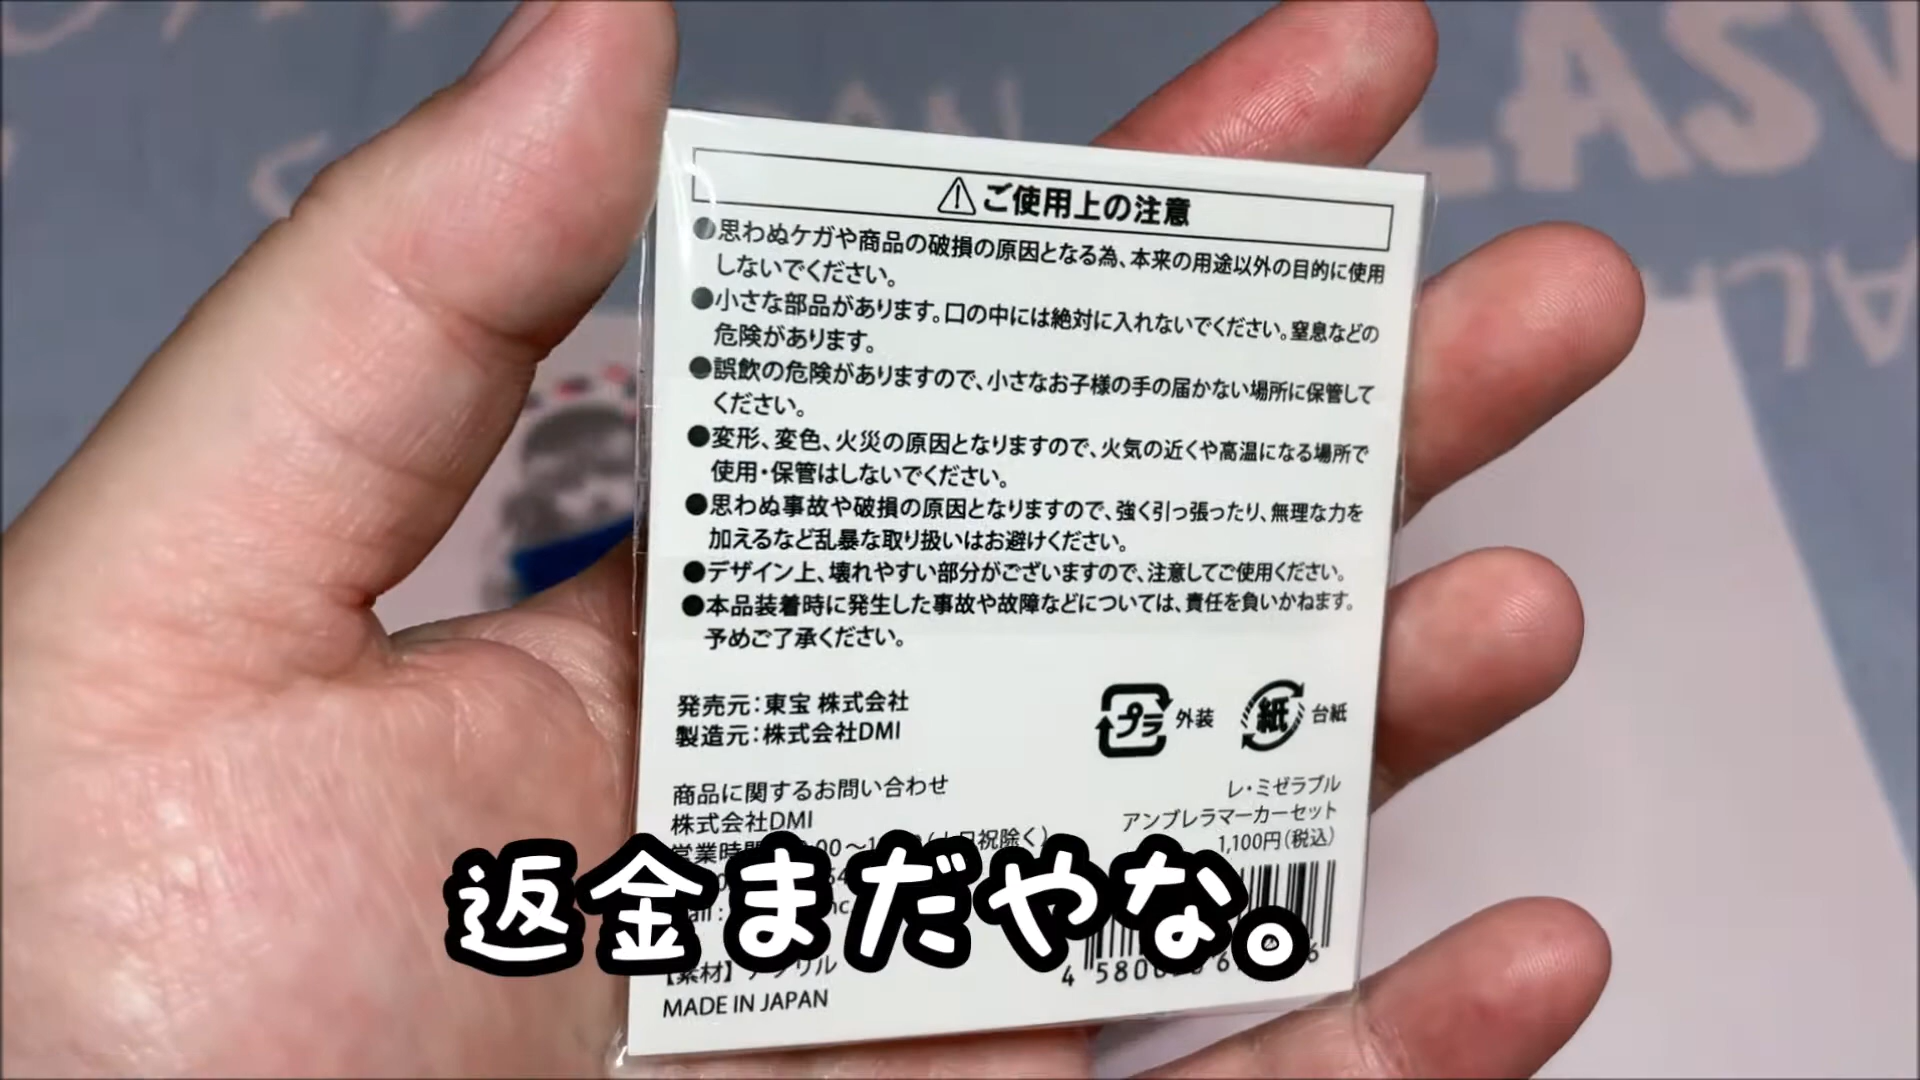 ⚠ご使用上の注意
●思わぬケガや商品の破損の原因となる為、本来の用途以外の目的に使用
しないでください。
●小さな部品があります。口の中には絶対に入れないでください。窒息などの
危険があります。
●誤飲の危険がありますので、小さなお子様の手の届かない場所に保管して
ください。
●変形、変色、火災の原因となりますので、火気の近くや高温になる場所で
使用・保管はしないでください。
●思わぬ事故や破損の原因となりますので、強く引っ張ったり、無理な力を
加えるなど乱暴な取り扱いはお避けください。
●デザイン上、壊れやすい部分がございますので、注意してご使用ください。
●本品装着時に発生した事故や故障などについては、責任を負いかねます。
予めご了承ください。
発売元:東宝 株式会社
製造元:株式会社DMI
プラ 外装
紙 台紙
商品に関するお問い合わせ
株式会社DMI
営業時間
レ・ミゼラブル
アンブレラマーカーセット
1,100円(税込)
返金まだやな。
【素材】アクリル
MADE IN JAPAN